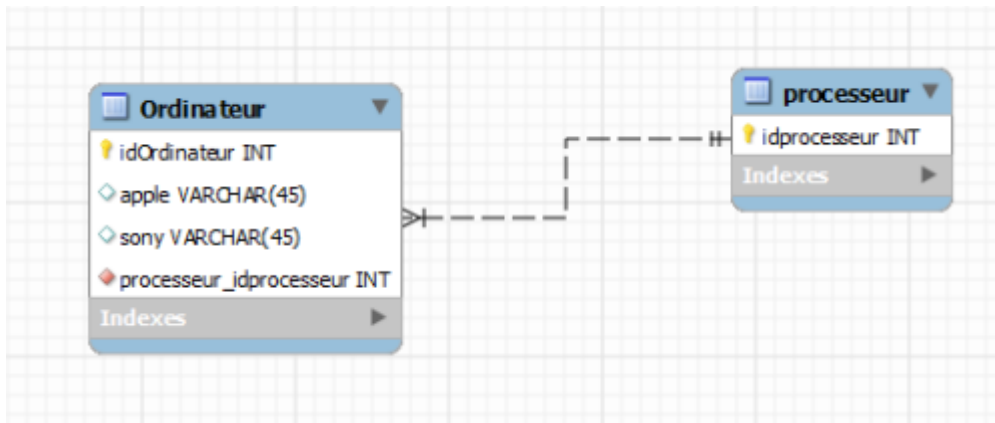 Ordinateur
idOrdinateur INT
apple VARCHAR(45)
sony VARCHAR(45)
processeur_idprocesseur INT
Indexes
processeur
idprocesseur INT
Indexes